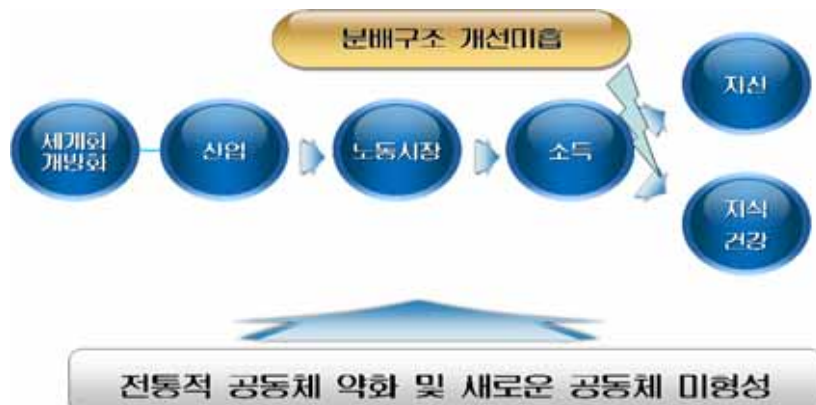 분배구조 개선미흡
세계화
개방화
산업
노동시장
소득
자산
지식
건강
전통적 공동체 약화 및 새로운 공동체 미형성